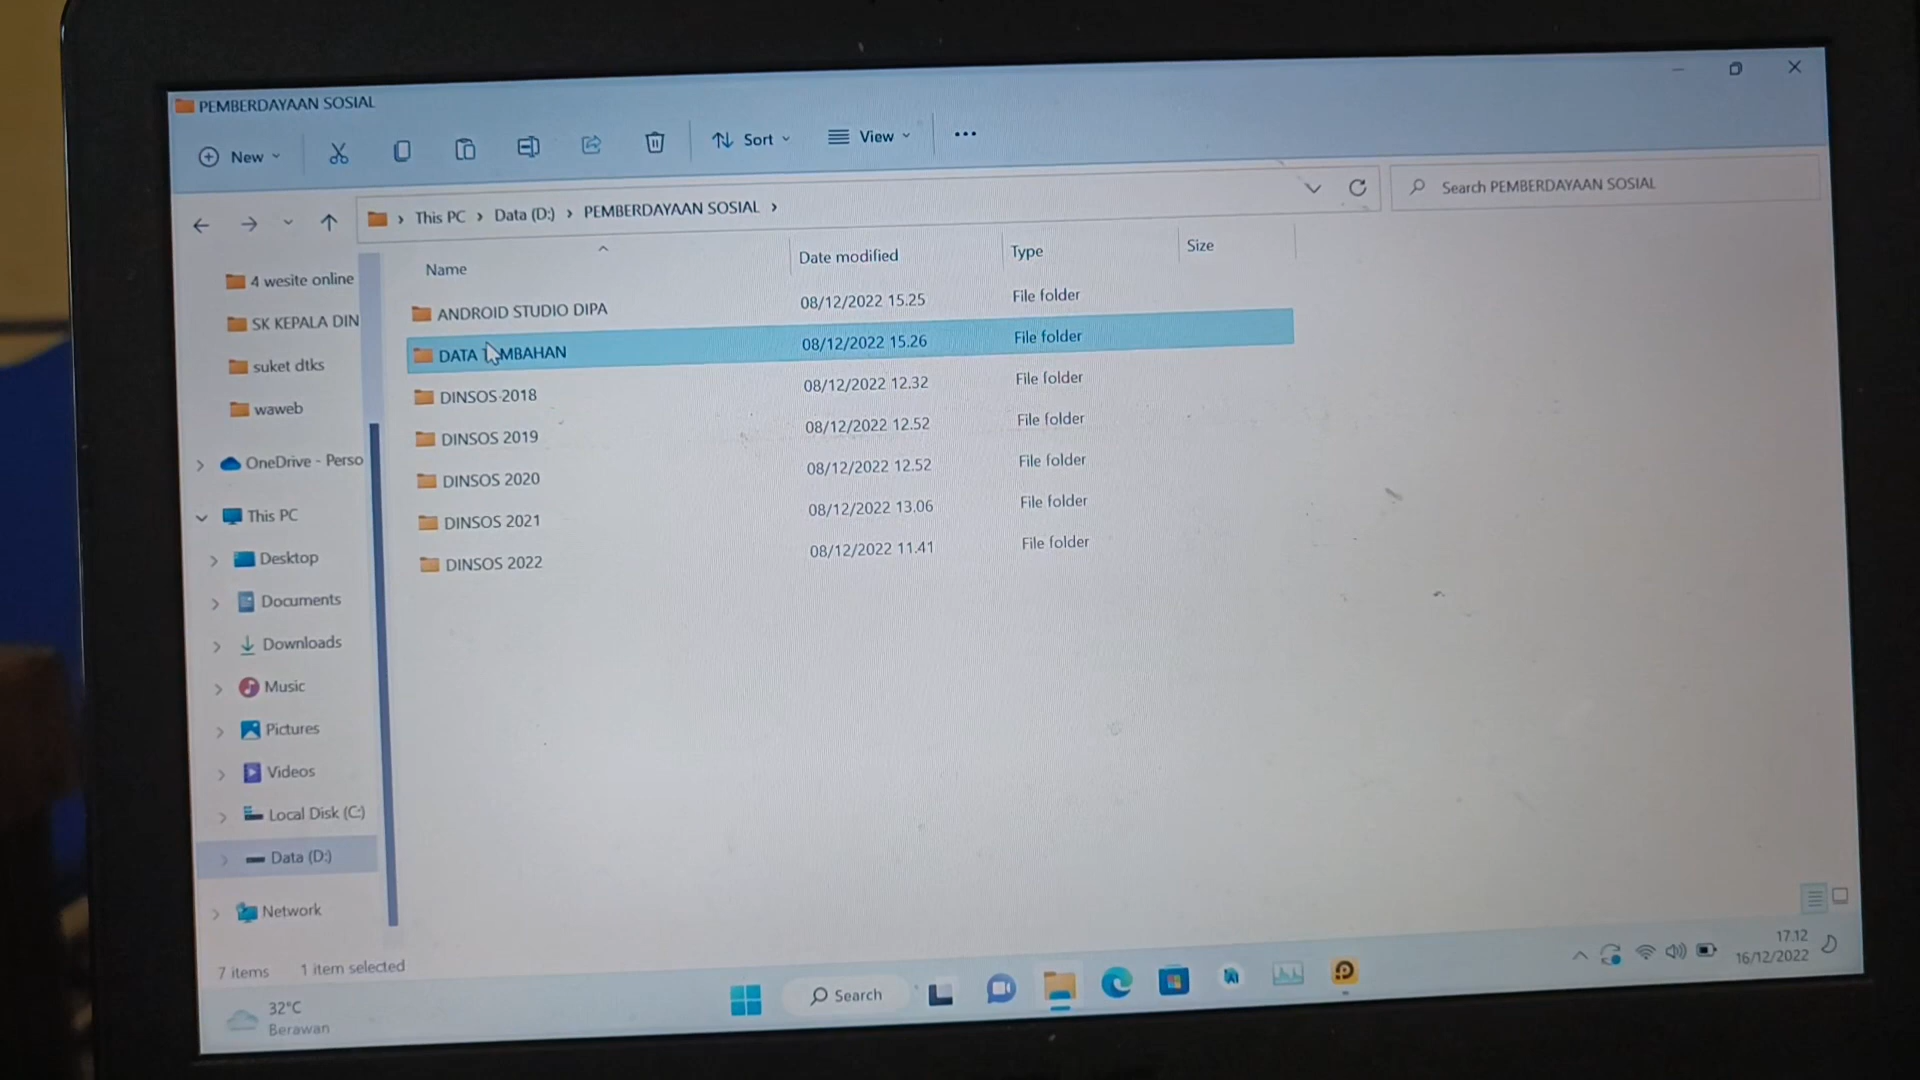 PEMBERDAYAAN SOSIAL
New
Sort
View
This PC > Data (D:) > PEMBERDAYAAN SOSIAL >
Search PEMBERDAYAAN SOSIAL
Name Date modified Type Size
ANDROID STUDIO DIPA 08/12/2022 15.25 File folder
DATA TAMBAHAN 08/12/2022 15.26 File folder
DINSOS 2018 08/12/2022 12.32 File folder
DINSOS 2019 08/12/2022 12.52 File folder
DINSOS 2020 08/12/2022 12.52 File folder
DINSOS 2021 08/12/2022 13.06 File folder
DINSOS 2022 08/12/2022 11.41 File folder
4 wesite online
SK KEPALA DIN
suket dtks
waweb
OneDrive - Perso
This PC
Desktop
Documents
Downloads
Music
Pictures
Videos
Local Disk (C:)
Data (D:)
Network
7 items 1 item selected
32°C
Berawan
Search
17.12
16/12/2022